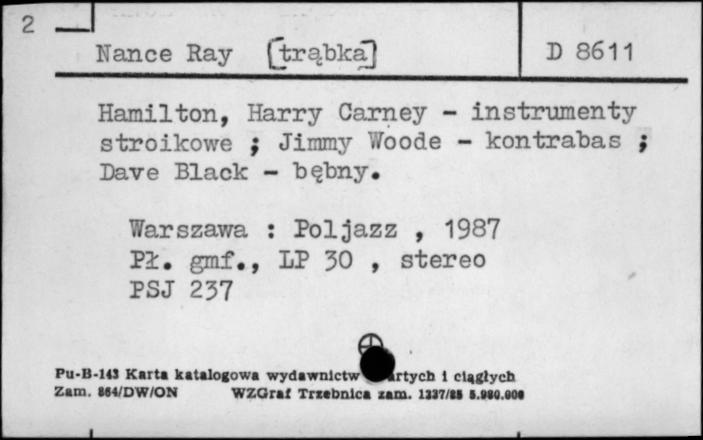 2
Nance Ray [trąbka]
D 8611
Hamilton, Harry Carney - instrumenty
stroikowe ; Jimmy Woode - kontrabas ;
Dave Black - bębny.
Warszawa : Poljazz , 1987
Pł. gmf., LP 30 , stereo
PSJ 237
Pu-B-143 Karta katalogowa wydawnictw artych i ciągłych
Zam. 864/DW/ON WZGraf Trzebnica zam. 1237/85 5.980.000